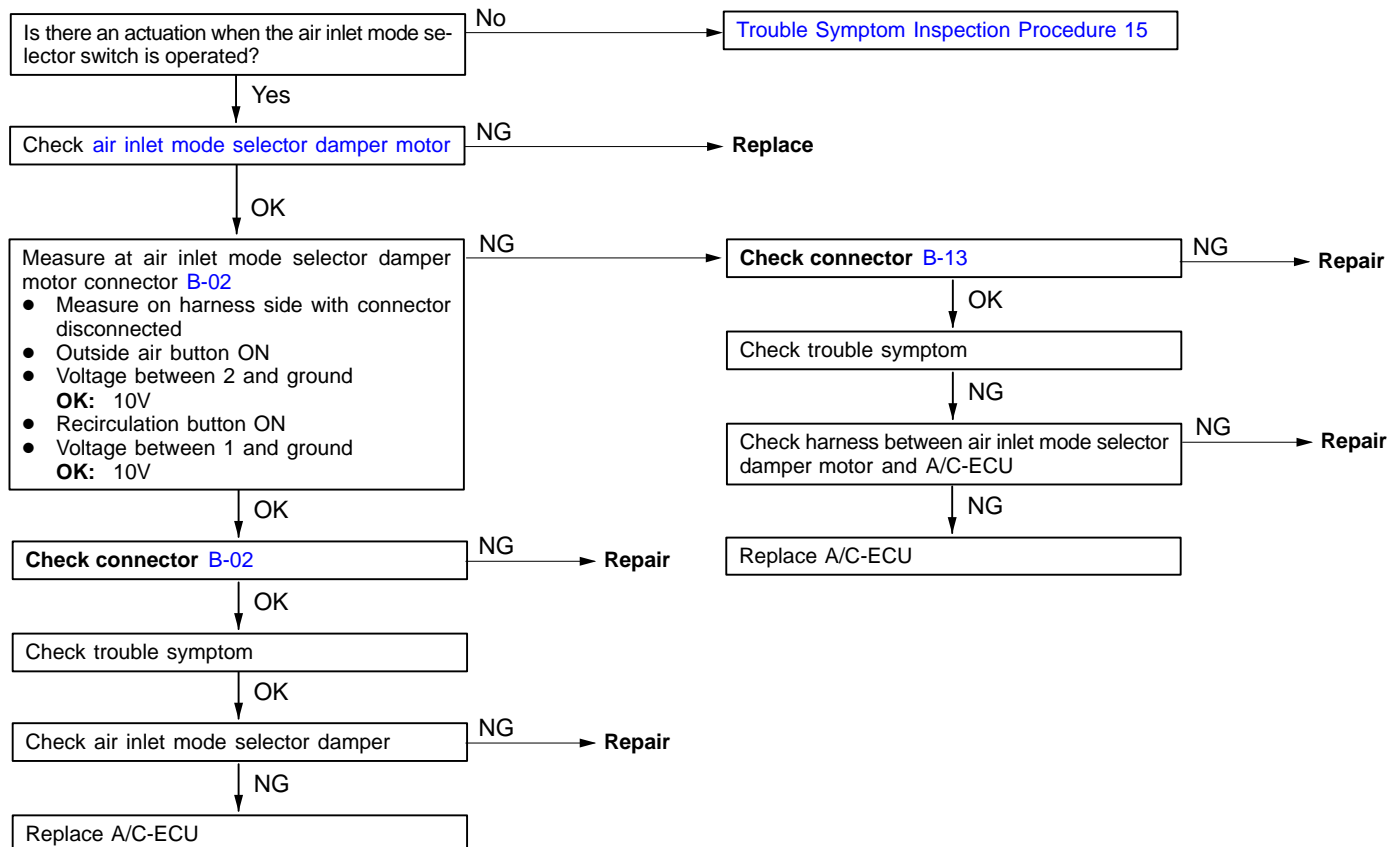 Is there an actuation when the air inlet mode se-
lector switch is operated?
No
Trouble Symptom Inspection Procedure 15
Yes
Check air inlet mode selector damper motor
NG
Replace
OK
Measure at air inlet mode selector damper
motor connector B-02
● Measure on harness side with connector
disconnected
● Outside air button ON
● Voltage between 2 and ground
OK: 10V
● Recirculation button ON
● Voltage between 1 and ground
OK: 10V
NG
Check connector B-13
NG
Repair
OK
Check trouble symptom
NG
Check harness between air inlet mode selector
damper motor and A/C-ECU
NG
Repair
NG
Replace A/C-ECU
OK
Check connector B-02
NG
Repair
OK
Check trouble symptom
OK
Check air inlet mode selector damper
NG
Repair
NG
Replace A/C-ECU